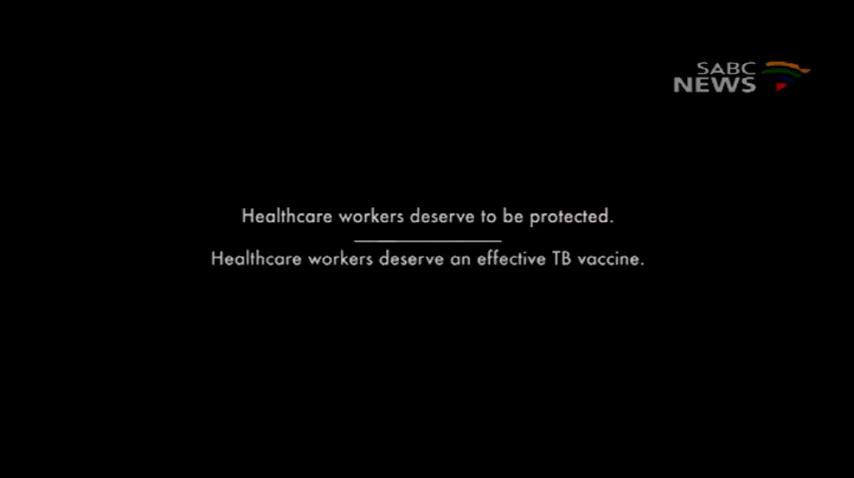 SABC
NEWS
Healthcare workers deserve to be protected.
Healthcare workers deserve an effective TB vaccine.